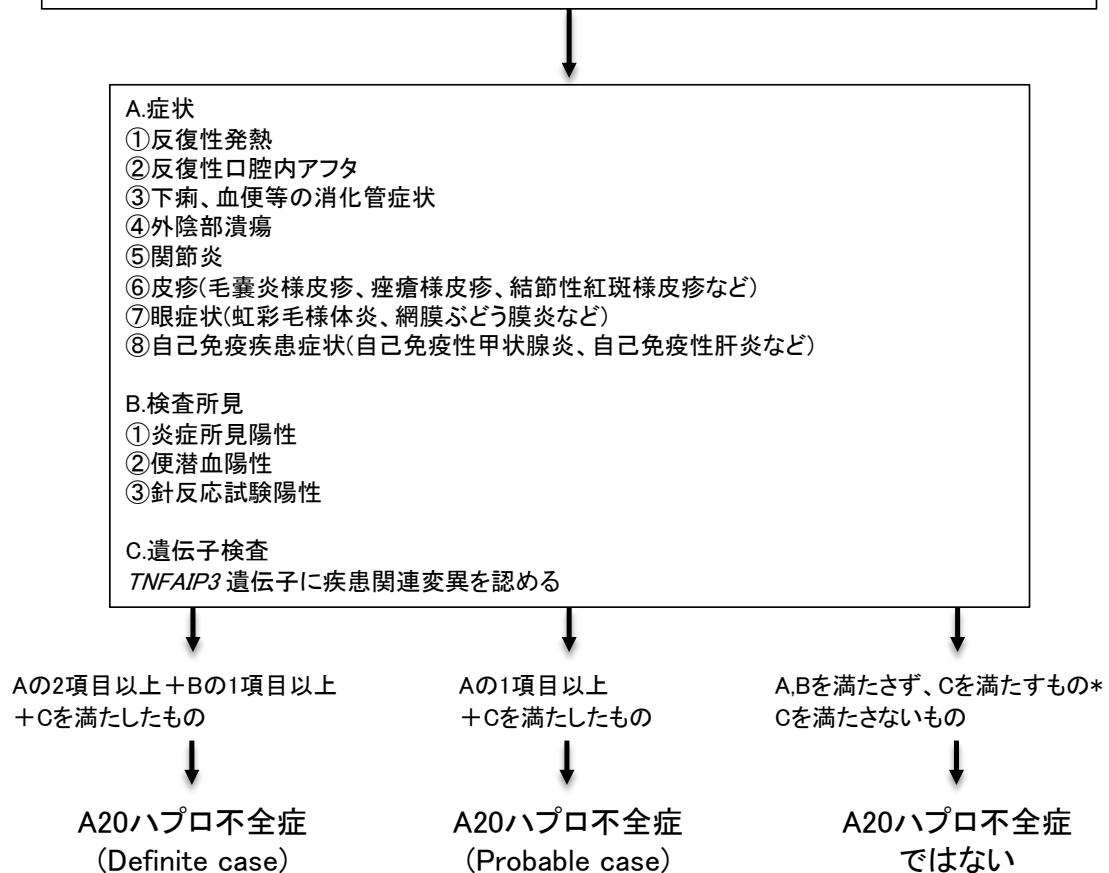 A.症状
①反復性発熱
②反復性口腔内アフタ
③下痢、血便等の消化管症状
④外陰部潰瘍
⑤関節炎
⑥皮疹(毛嚢炎様皮疹、痤瘡様皮疹、結節性紅斑様皮疹など)
⑦眼症状(虹彩毛様体炎、網膜ぶどう膜炎など)
⑧自己免疫疾患症状(自己免疫性甲状腺炎、自己免疫性肝炎など)
B.検査所見
①炎症所見陽性
②便潜血陽性
③針反応試験陽性
C.遺伝子検査
TNFAIP3 遺伝子に疾患関連変異を認める
Aの2項目以上+Bの1項目以上
+Cを満たしたもの
Aの1項目以上
+Cを満たしたもの
A,Bを満たさず、Cを満たすもの*
Cを満たさないもの
A20ハプロ不全症
(Definite case)
A20ハプロ不全症
(Probable case)
A20ハプロ不全症
ではない